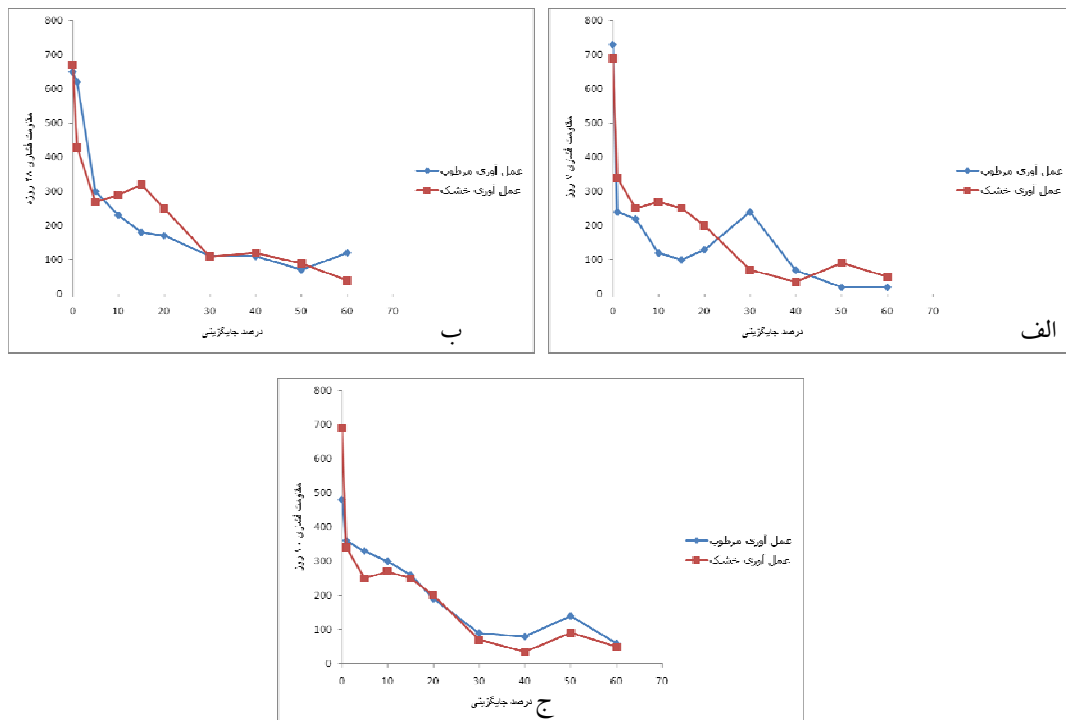 800
700
600
500
400
300
200
100
0
0 10 20 30 40 50 60 70
مقاومت فشاری ۷ روز
درصد جایگزینی
عمل آوری مرطوب
عمل آوری خشک
الف
800
700
600
500
400
300
200
100
0
0 10 20 30 40 50 60 70
مقاومت فشاری ۲۸ روزه
درصد جایگزینی
عمل آوری مرطوب
عمل آوری خشک
ب
800
700
600
500
400
300
200
100
0
0 10 20 30 40 50 60 70
مقاومت فشاری ۹۰ روز
درصد جایگزینی
عمل آوری مرطوب
عمل آوری خشک
ج